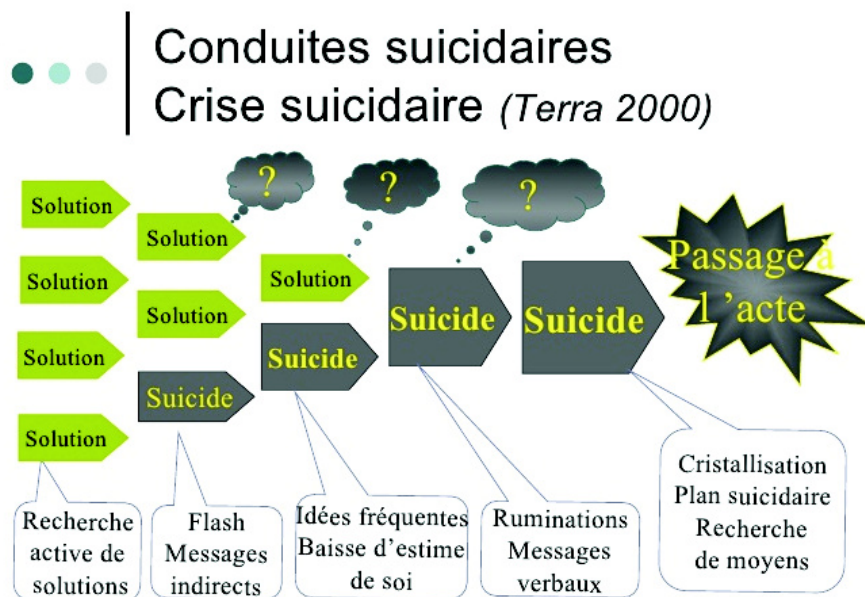 Conduites suicidaires
Crise suicidaire (Terra 2000)
?
?
?
Solution
Solution
Solution
Solution
Solution
Solution
Suicide
Solution
Suicide
Suicide
Suicide
Passage à
l ’acte
Recherche
active de
solutions
Flash
Messages
indirects
Idées fréquentes
Baisse d’estime
de soi
Ruminations
Messages
verbaux
Cristallisation
Plan suicidaire
Recherche
de moyens